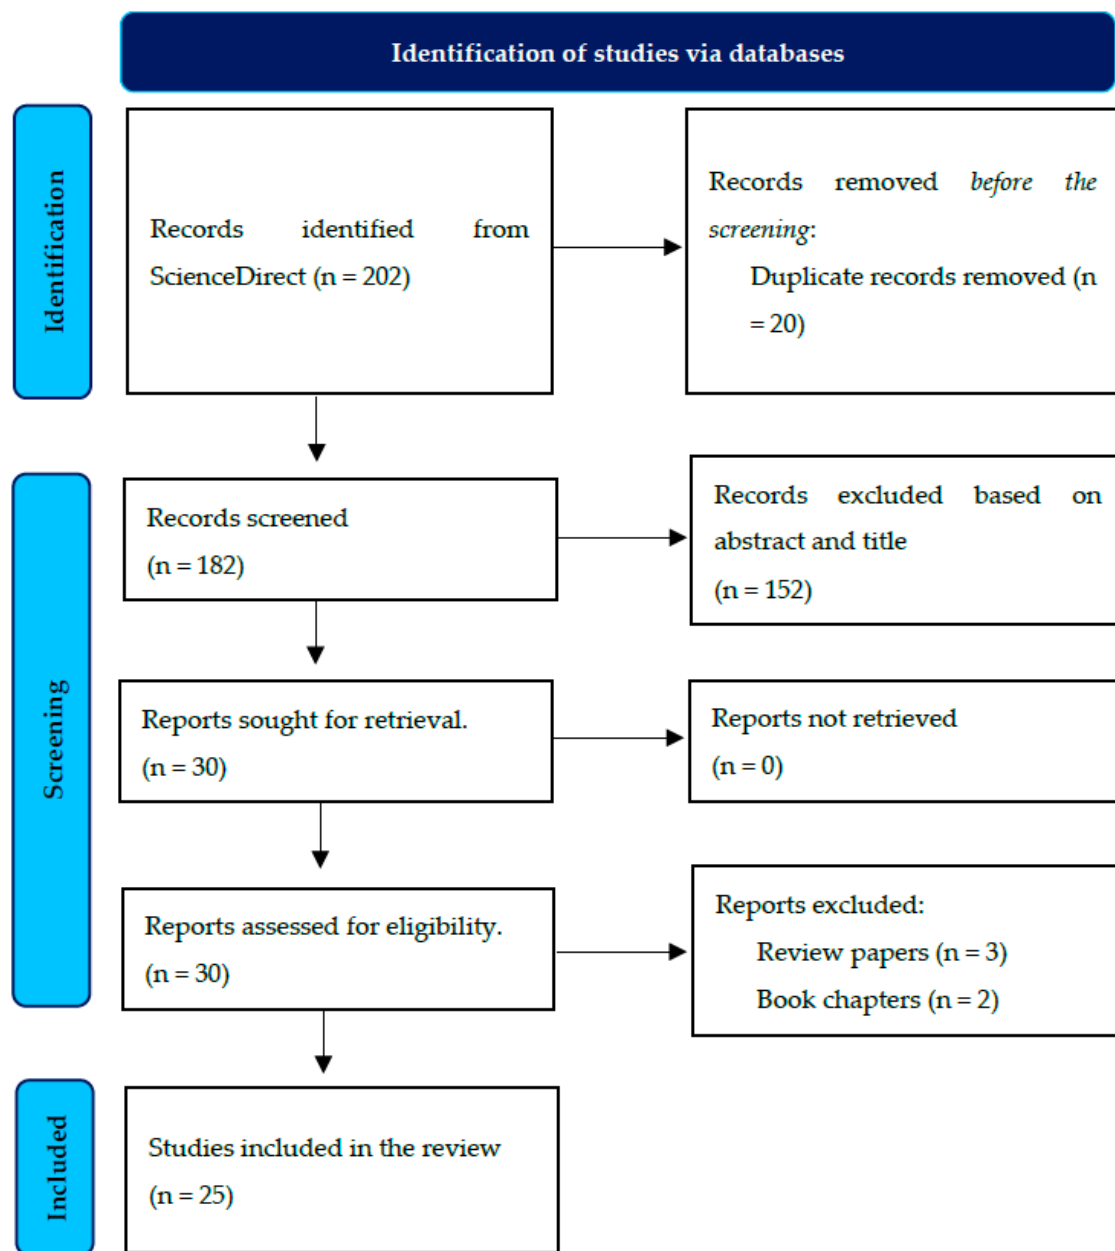 Identification of studies via databases
Identification
Records identified from
ScienceDirect (n = 202)
Records removed before the
screening:
Duplicate records removed (n
= 20)
Screening
Records screened
(n = 182)
Records excluded based on
abstract and title
(n = 152)
Reports sought for retrieval.
(n = 30)
Reports not retrieved
(n = 0)
Reports assessed for eligibility.
(n = 30)
Reports excluded:
Review papers (n = 3)
Book chapters (n = 2)
Included
Studies included in the review
(n = 25)